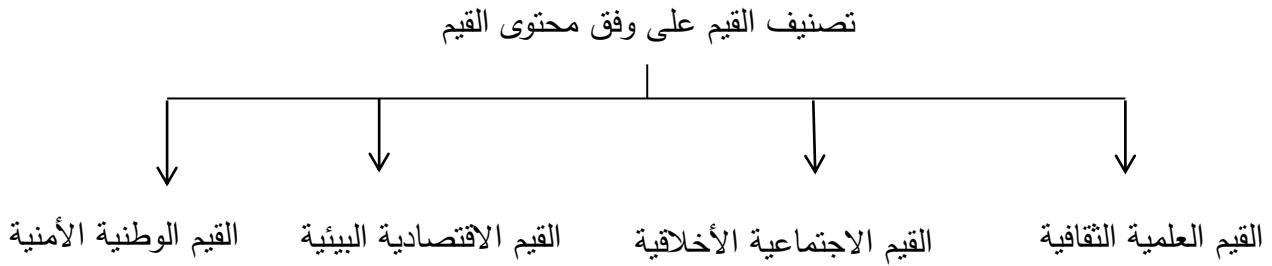 تصنيف القيم على وفق محتوى القيم
القيم العلمية الثقافية
القيم الاجتماعية الأخلاقية
القيم الاقتصادية البيئية
القيم الوطنية الأمنية